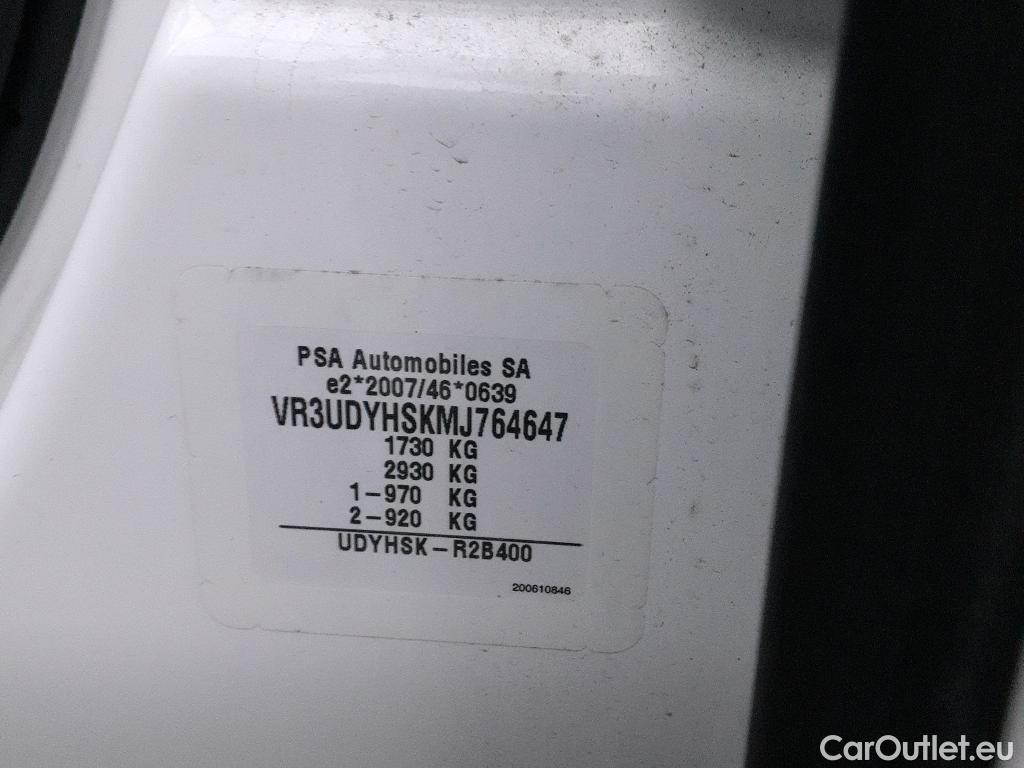 PSA Automobiles SA
e2*2007/46*0639
VR3UDYHSKMJ764647
1730 KG
2930 KG
1-970 KG
2-920 KG
UDYHSK-R2B400
200610846
CarOutlet.eu